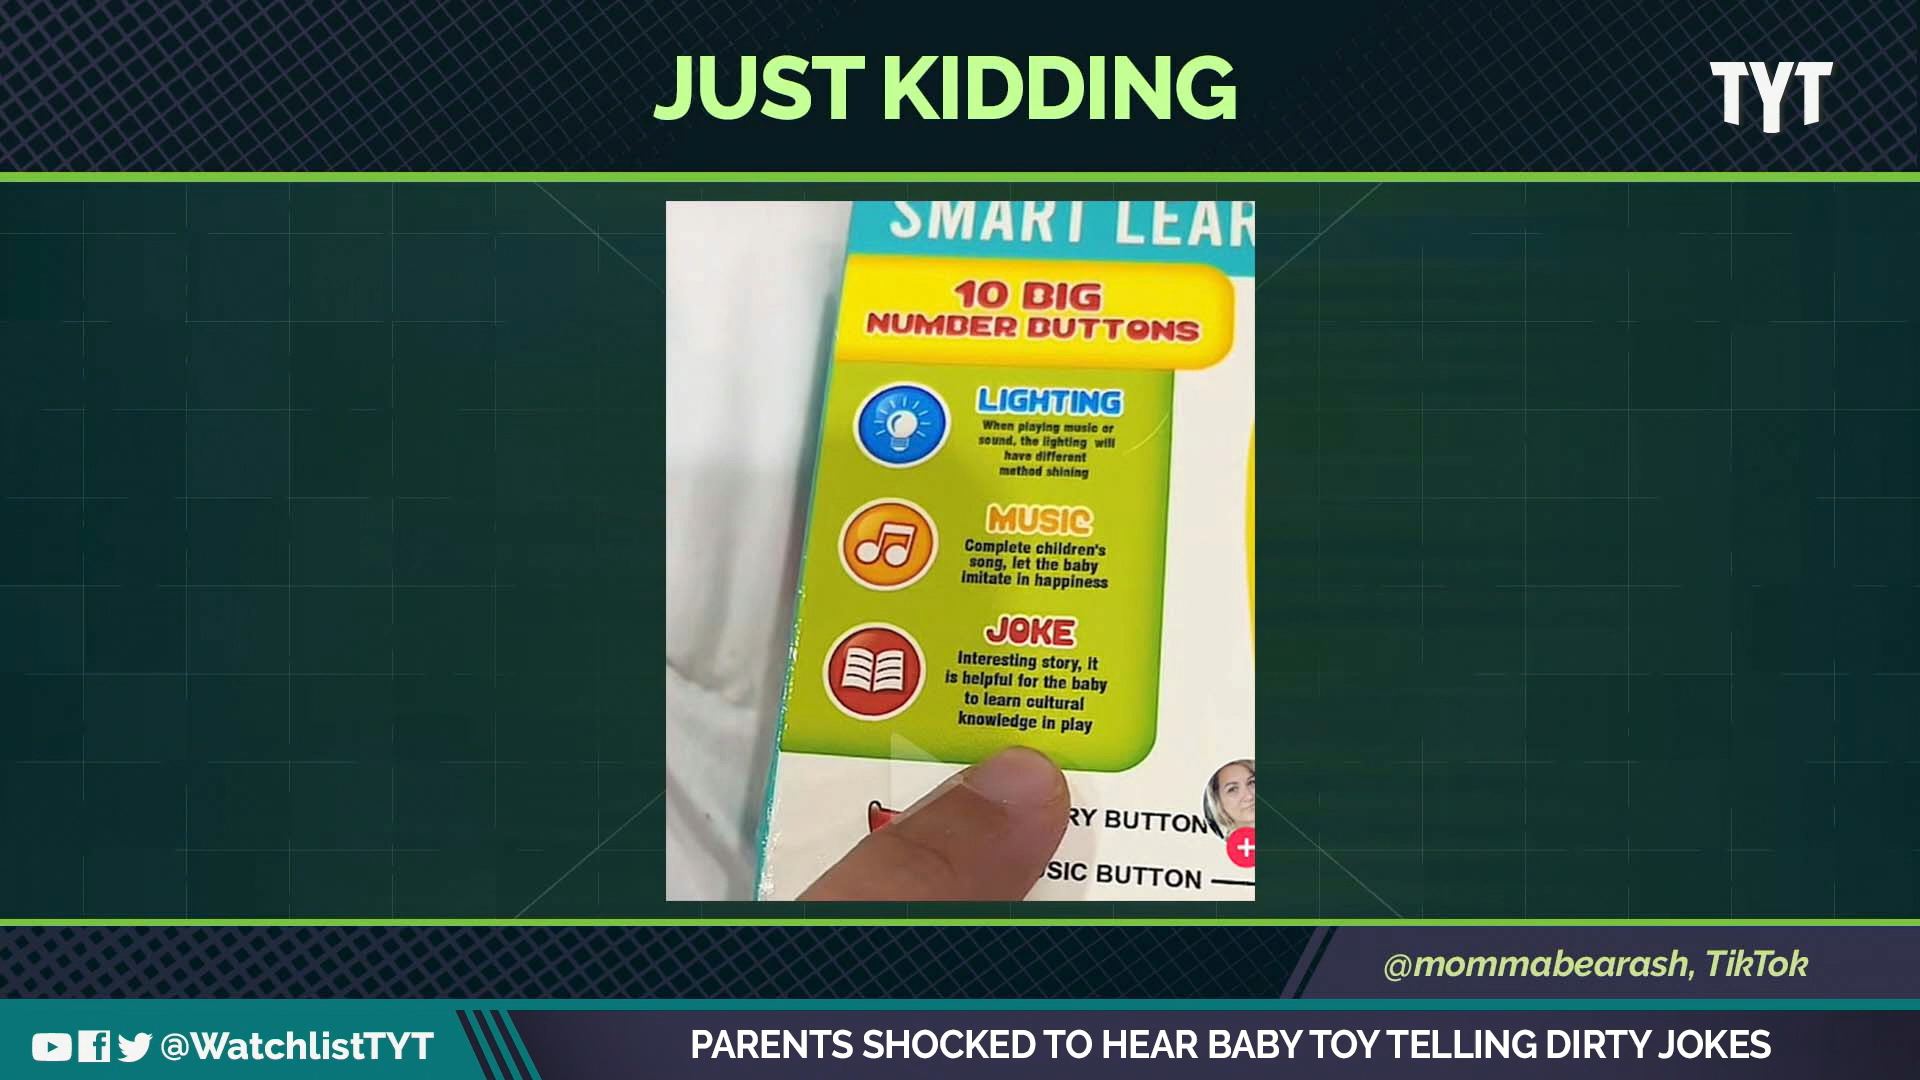 JUST KIDDING
TYT
SMART LEAR
10 BIG
NUMBER BUTTONS
LIGHTING
When playing music or
sound, the lighting will
have different
method shining
MUSIC
Complete children's
song, let the baby
imitate in happiness
JOKE
Interesting story, it
is helpful for the baby
to learn cultural
knowledge in play
RY BUTTON
SIC BUTTON
@mommabearash, TikTok
@WatchlistTYT
PARENTS SHOCKED TO HEAR BABY TOY TELLING DIRTY JOKES